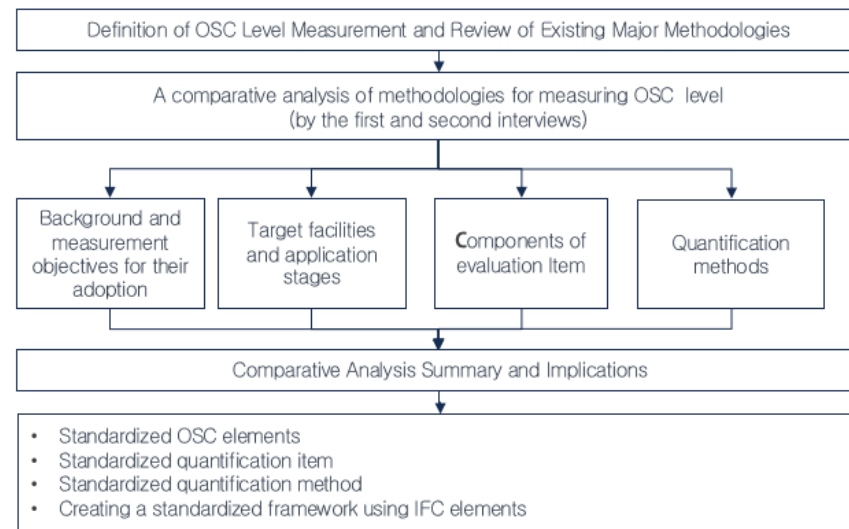 Definition of OSC Level Measurement and Review of Existing Major Methodologies
A comparative analysis of methodologies for measuring OSC level
(by the first and second interviews)
Background and
measurement
objectives for their
adoption
Target facilities
and application
stages
Components of
evaluation Item
Quantification
methods
Comparative Analysis Summary and Implications
• Standardized OSC elements
• Standardized quantification item
• Standardized quantification method
• Creating a standardized framework using IFC elements